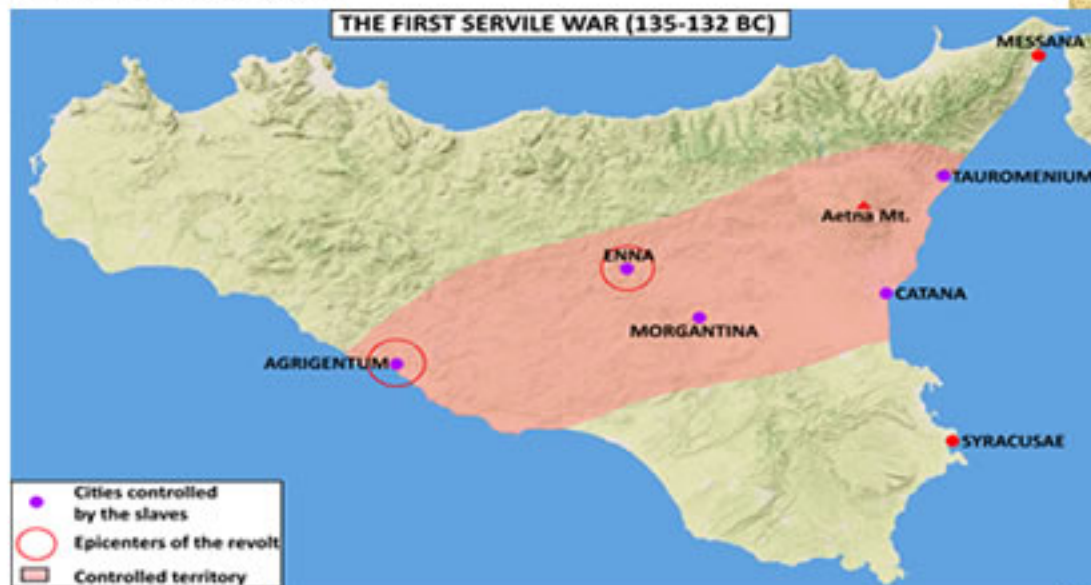 THE FIRST SERVILE WAR (135-132 BC)
MESSANA
TAUROMENIUM
Aetna Mt.
ENNA
CATANA
MORGANTINA
AGRIGENTUM
SYRACUSAE
Cities controlled
by the slaves
Epicenters of the revolt
Controlled territory